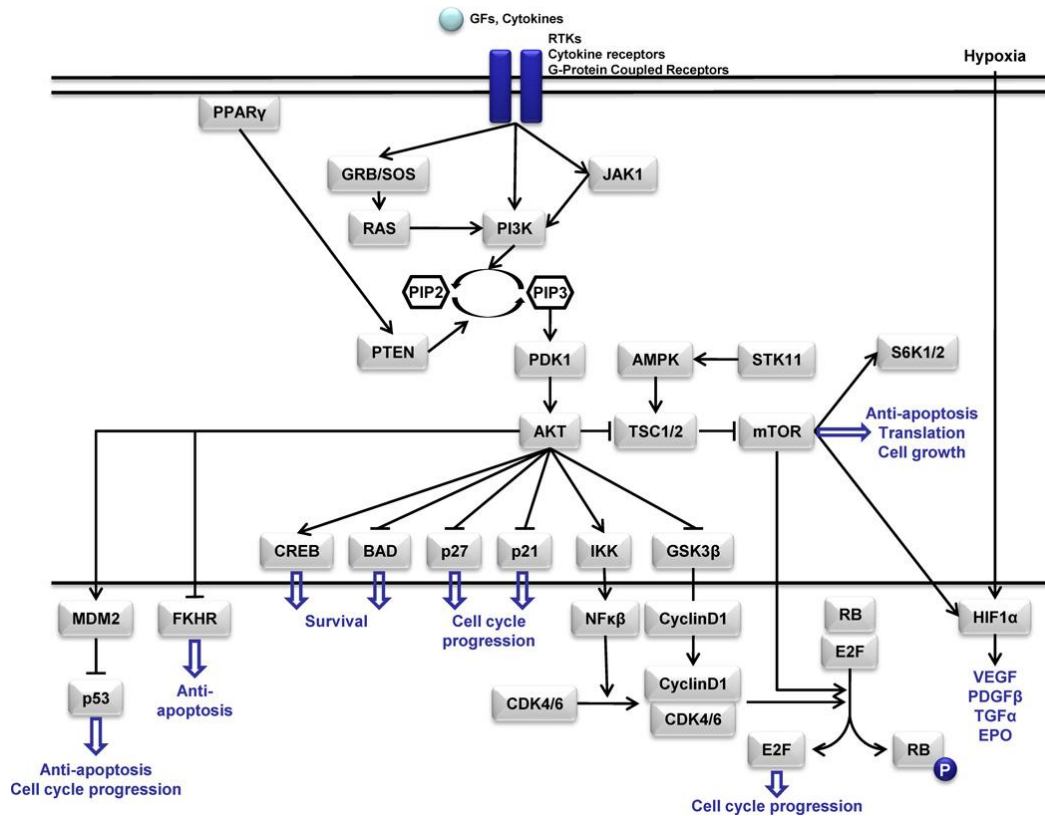 GFs, Cytokines
RTKs
Cytokine receptors
G-Protein Coupled Receptors
Hypoxia
PPARγ
GRB/SOS
JAK1
RAS
PI3K
PIP2
PIP3
PTEN
PDK1
AMPK
STK11
S6K1/2
AKT
TSC1/2
mTOR
Anti-apoptosis
Translation
Cell growth
CREB
BAD
p27
p21
IKK
GSK3β
Survival
Cell cycle
progression
MDM2
FKHR
NFκβ
CyclinD1
RB
E2F
HIF1α
p53
Anti-
apoptosis
CDK4/6
CyclinD1
CDK4/6
VEGF
PDGFβ
TGFα
EPO
E2F
RB
P
Anti-apoptosis
Cell cycle progression
Cell cycle progression